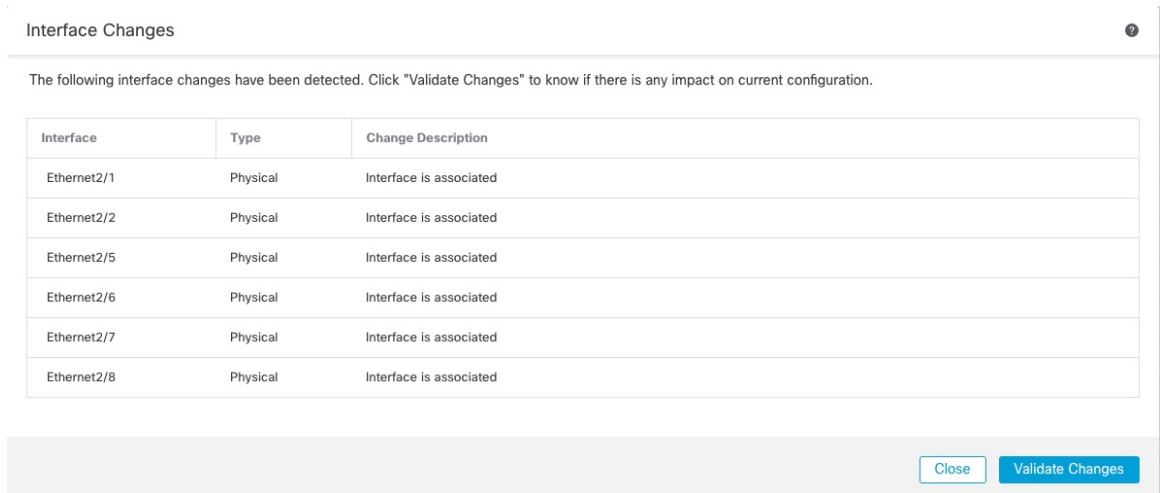 Interface Changes
The following interface changes have been detected. Click "Validate Changes" to know if there is any impact on current configuration.
Interface Type Change Description
Ethernet2/1 Physical Interface is associated
Ethernet2/2 Physical Interface is associated
Ethernet2/5 Physical Interface is associated
Ethernet2/6 Physical Interface is associated
Ethernet2/7 Physical Interface is associated
Ethernet2/8 Physical Interface is associated
Close Validate Changes